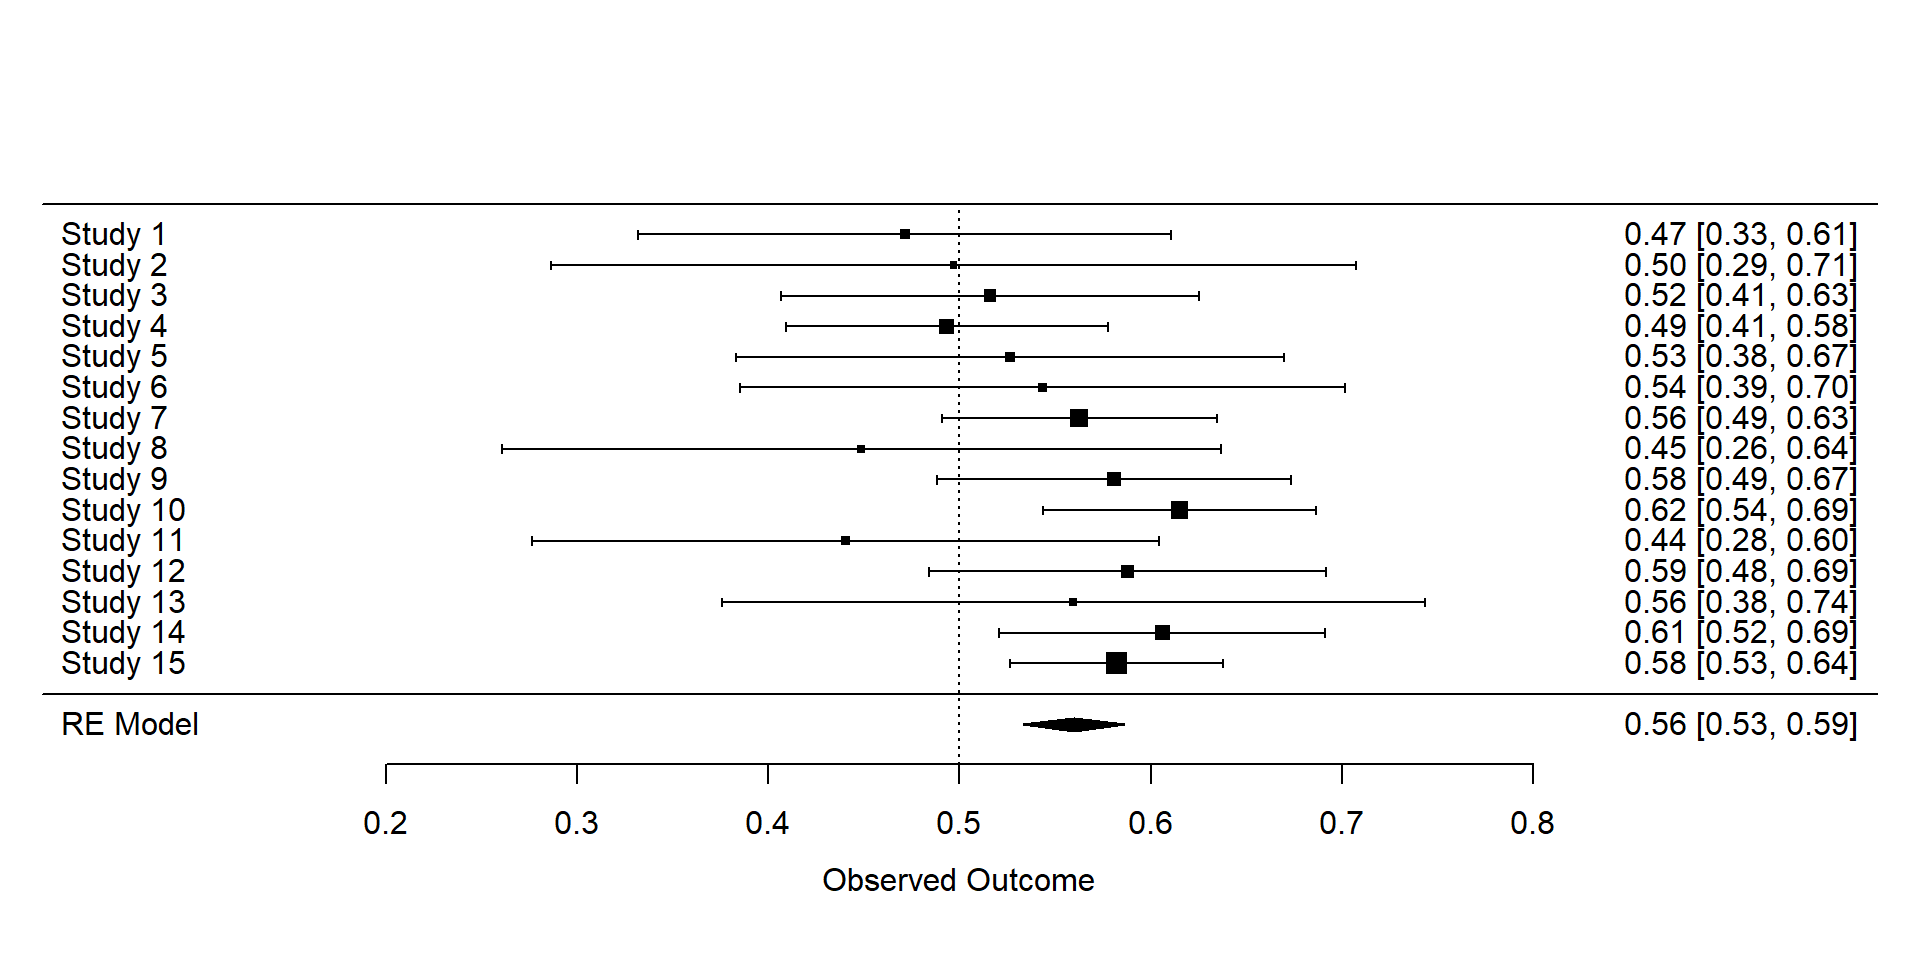 Study 1 0.47 [0.33, 0.61]
Study 2 0.50 [0.29, 0.71]
Study 3 0.52 [0.41, 0.63]
Study 4 0.49 [0.41, 0.58]
Study 5 0.53 [0.38, 0.67]
Study 6 0.54 [0.39, 0.70]
Study 7 0.56 [0.49, 0.63]
Study 8 0.45 [0.26, 0.64]
Study 9 0.58 [0.49, 0.67]
Study 10 0.62 [0.54, 0.69]
Study 11 0.44 [0.28, 0.60]
Study 12 0.59 [0.48, 0.69]
Study 13 0.56 [0.38, 0.74]
Study 14 0.61 [0.52, 0.69]
Study 15 0.58 [0.53, 0.64]
RE Model 0.56 [0.53, 0.59]
0.2 0.3 0.4 0.5 0.6 0.7 0.8
Observed Outcome